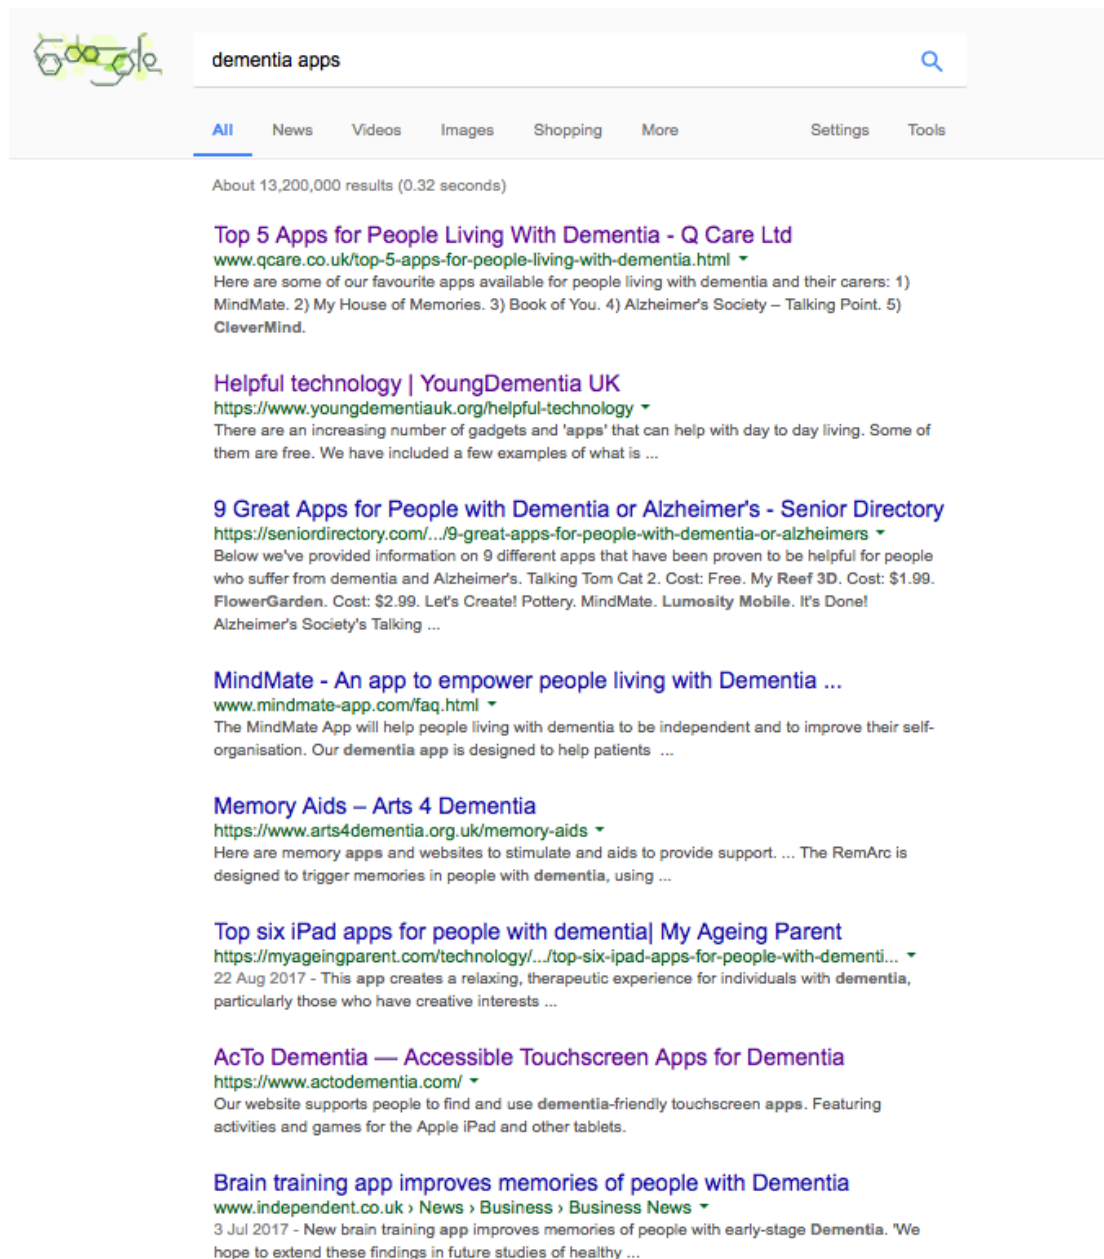 Google
dementia apps
All News Videos Images Shopping More Settings Tools
About 13,200,000 results (0.32 seconds)
Top 5 Apps for People Living With Dementia - Q Care Ltd
www.qcare.co.uk/top-5-apps-for-people-living-with-dementia.html
Here are some of our favourite apps available for people living with dementia and their carers: 1)
MindMate. 2) My House of Memories. 3) Book of You. 4) Alzheimer's Society – Talking Point. 5)
CleverMind.
Helpful technology | YoungDementia UK
https://www.youngdementiauk.org/helpful-technology
There are an increasing number of gadgets and 'apps' that can help with day to day living. Some of
them are free. We have included a few examples of what is ...
9 Great Apps for People with Dementia or Alzheimer's - Senior Directory
https://seniordirectory.com/.../9-great-apps-for-people-with-dementia-or-alzheimers
Below we've provided information on 9 different apps that have been proven to be helpful for people
who suffer from dementia and Alzheimer's. Talking Tom Cat 2. Cost: Free. My Reef 3D. Cost: $1.99.
FlowerGarden. Cost: $2.99. Let's Create! Pottery. MindMate. Lumosity Mobile. It's Done!
Alzheimer's Society's Talking ...
MindMate - An app to empower people living with Dementia ...
www.mindmate-app.com/faq.html
The MindMate App will help people living with dementia to be independent and to improve their self-
organisation. Our dementia app is designed to help patients ...
Memory Aids – Arts 4 Dementia
https://www.arts4dementia.org.uk/memory-aids
Here are memory apps and websites to stimulate and aids to provide support. ... The RemArc is
designed to trigger memories in people with dementia, using ...
Top six iPad apps for people with dementia| My Ageing Parent
https://myageingparent.com/technology/.../top-six-ipad-apps-for-people-with-dementi...
22 Aug 2017 - This app creates a relaxing, therapeutic experience for individuals with dementia,
particularly those who have creative interests ...
AcTo Dementia — Accessible Touchscreen Apps for Dementia
https://www.actodementia.com/
Our website supports people to find and use dementia-friendly touchscreen apps. Featuring
activities and games for the Apple iPad and other tablets.
Brain training app improves memories of people with Dementia
www.independent.co.uk › News › Business › Business News
3 Jul 2017 - New brain training app improves memories of people with early-stage Dementia. 'We
hope to extend these findings in future studies of healthy ...